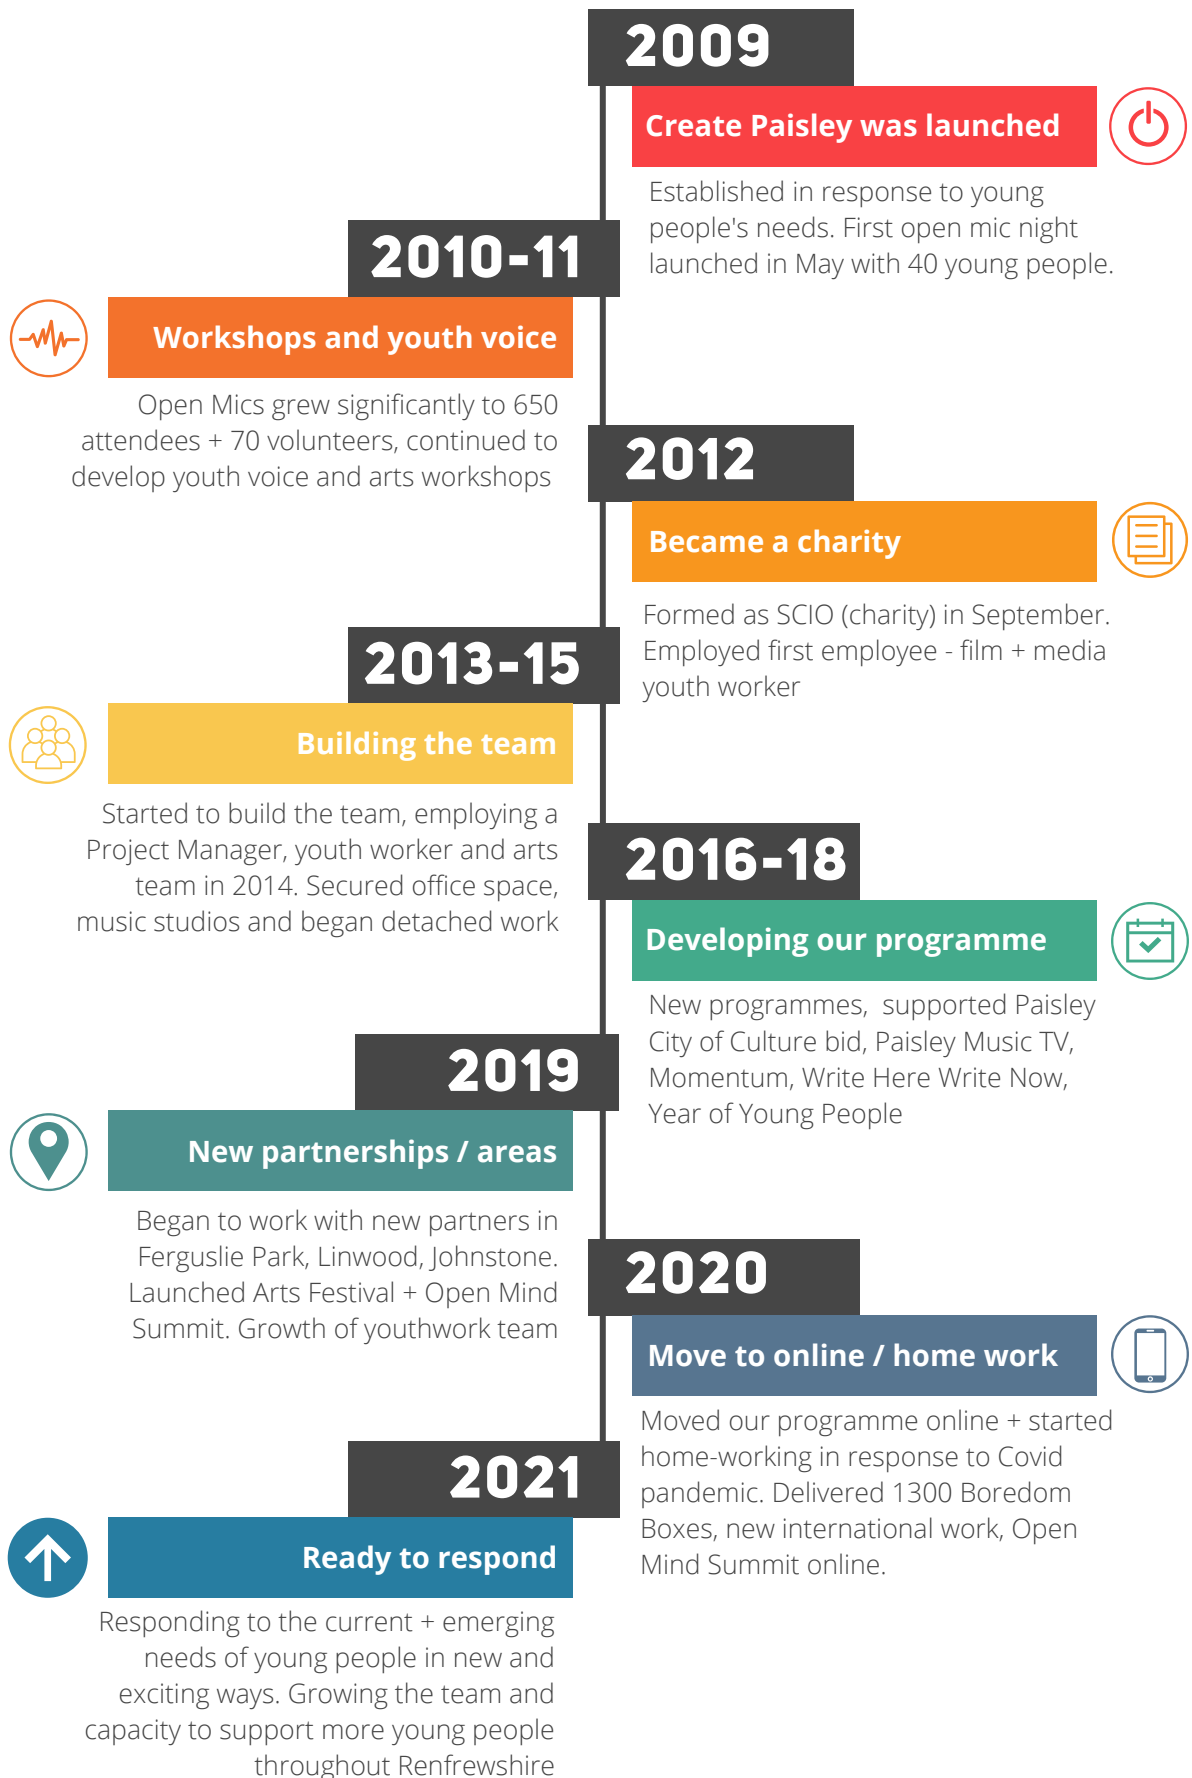 2009
Create Paisley was launched
Established in response to young
people's needs. First open mic night
launched in May with 40 young people.
2010-11
Workshops and youth voice
Open Mics grew significantly to 650
attendees + 70 volunteers, continued to
develop youth voice and arts workshops
2012
Became a charity
Formed as SCIO (charity) in September.
Employed first employee - film + media
youth worker
2013-15
Building the team
Started to build the team, employing a
Project Manager, youth worker and arts
team in 2014. Secured office space,
music studios and began detached work
2016-18
Developing our programme
New programmes,  supported Paisley
City of Culture bid, Paisley Music TV,
Momentum, Write Here Write Now,
Year of Young People
2019
New partnerships / areas
Began to work with new partners in
Ferguslie Park, Linwood, Johnstone.
Launched Arts Festival + Open Mind
Summit. Growth of youthwork team
2020
Move to online / home work
Moved our programme online + started
home-working in response to Covid
pandemic. Delivered 1300 Boredom
Boxes, new international work, Open
Mind Summit online.
2021
Ready to respond
Responding to the current + emerging
needs of young people in new and
exciting ways. Growing the team and
capacity to support more young people
throughout Renfrewshire